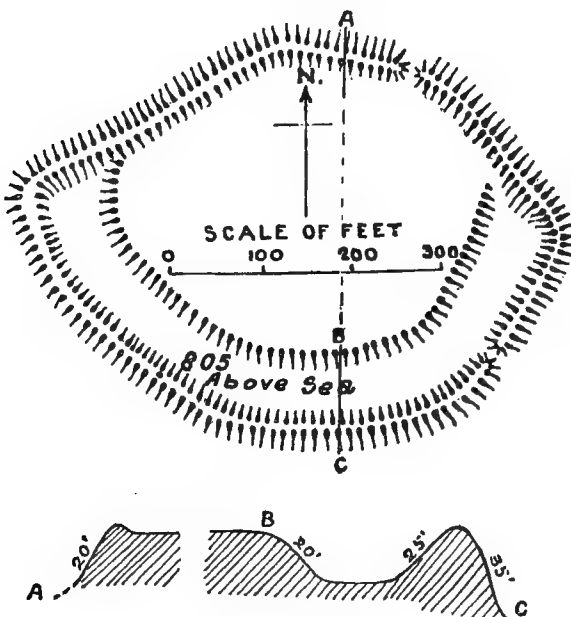 A
N.
SCALE OF FEET
0 100 200 300
B
805
Above Sea
C
B
20' 20' 25" 35"
A
C